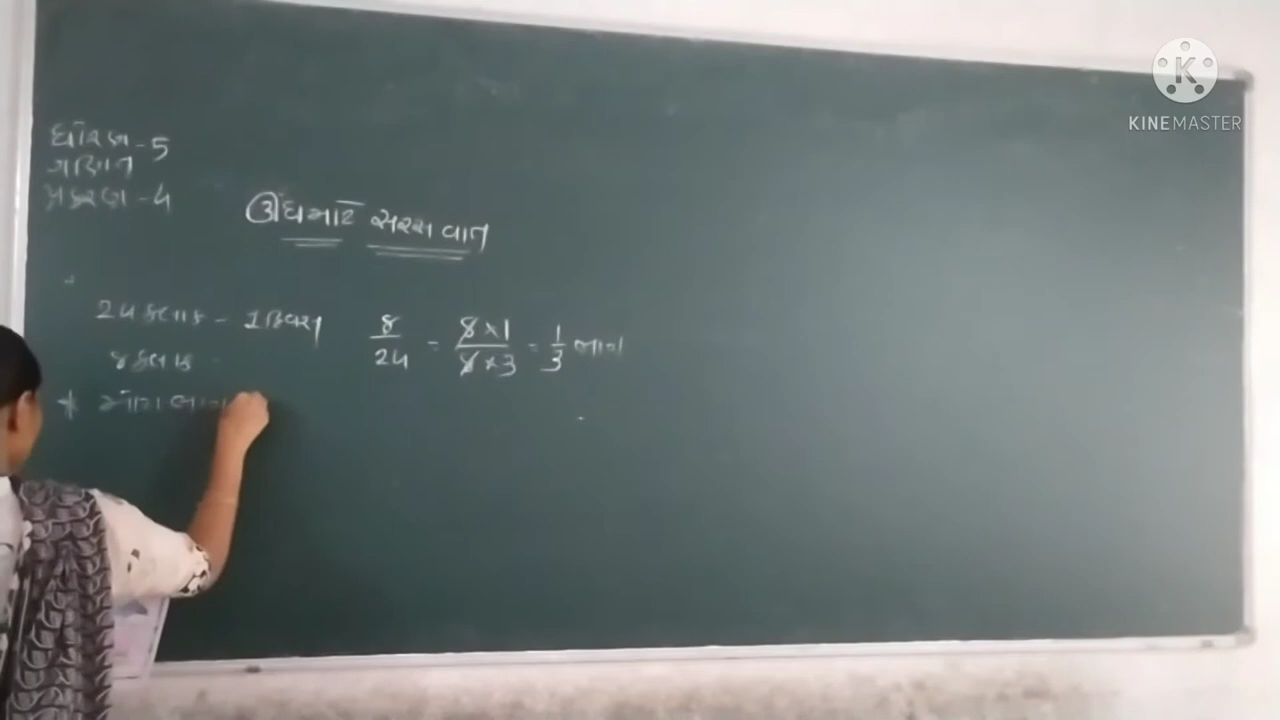 KINEMASTER
ધોરણ-5
ગણિત
પ્રકરણ-4
ઊંઘમાટે સરસ વાત
24 કલાક - 1 દિવસ
8 કલાક -
8/24 = 8×1/8×3 = 1/3 ભાગ
*